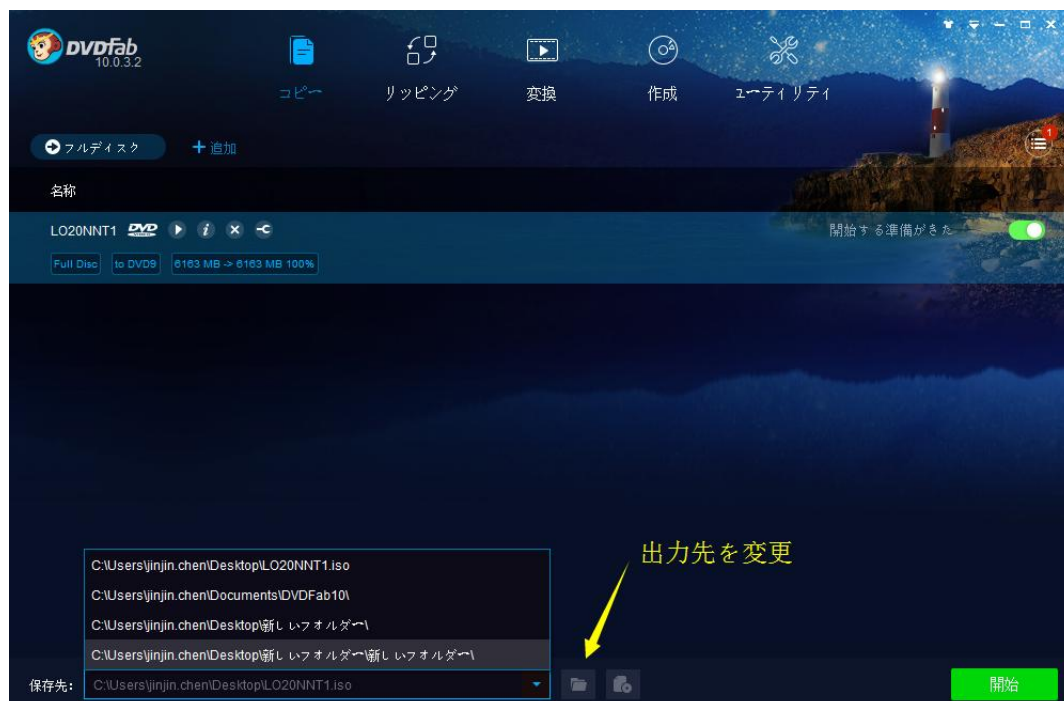 DVDFab
10.0.3.2
コピー
リッピング
変換
作成
ユーティリティ
フルディスク
追加
1
名称
LO20NNT1 DVD
開始する準備がきた
Full Disc to DVD9 6163 MB -> 6163 MB 100%
出力先を変更
C:\Users\jinjin.chen\Desktop\LO20NNT1.iso
C:\Users\jinjin.chen\Documents\DVDFab10\
C:\Users\jinjin.chen\Desktop\新しいフォルダー\
C:\Users\jinjin.chen\Desktop\新しいフォルダー\新しいフォルダー\
保存先: C:\Users\jinjin.chen\Desktop\LO20NNT1.iso
開始